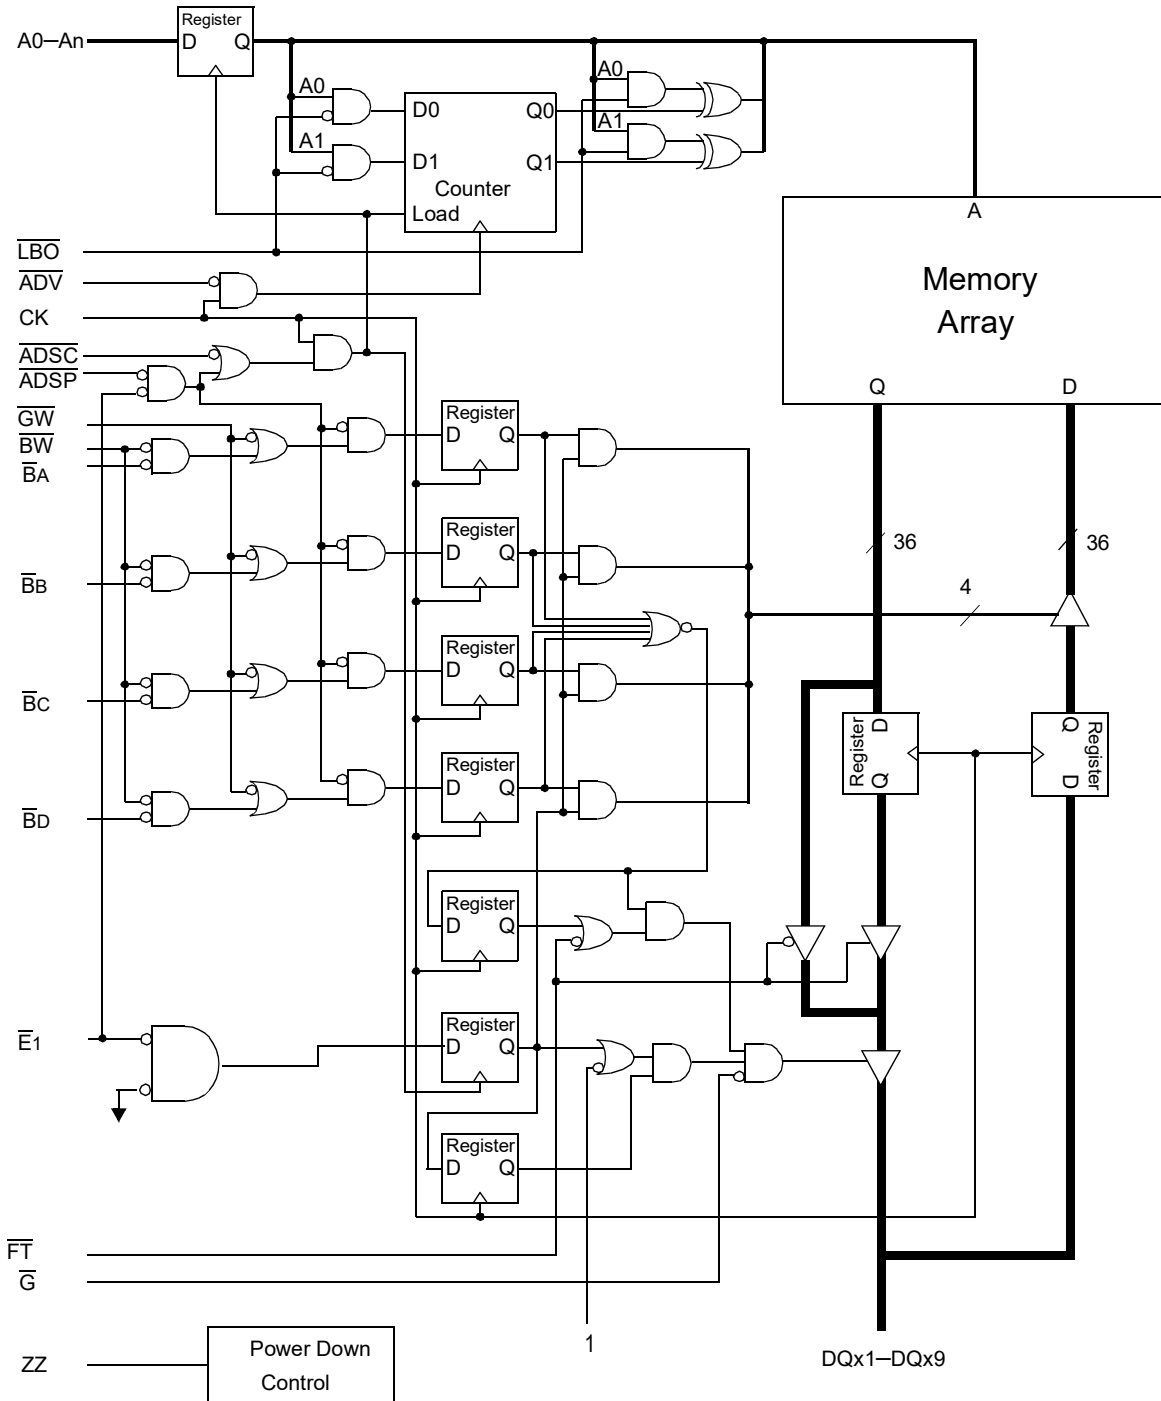 Register
A0–An
D Q
A0
A0
D0
Q0
A1
A1
D1
Q1
Counter
Load
A
LBO
ADV
Memory
Array
CK
ADSC
ADSP
Q D
GW
Register
BW
D Q
BA
Register
D Q
36
36
BB
4
Register
D Q
BC
Register
D
Q
Register
Q
D
Register
D Q
BD
Register
D Q
Register
E1
D Q
Register
D Q
FT
G
1
Power Down
Control
ZZ
DQx1–DQx9